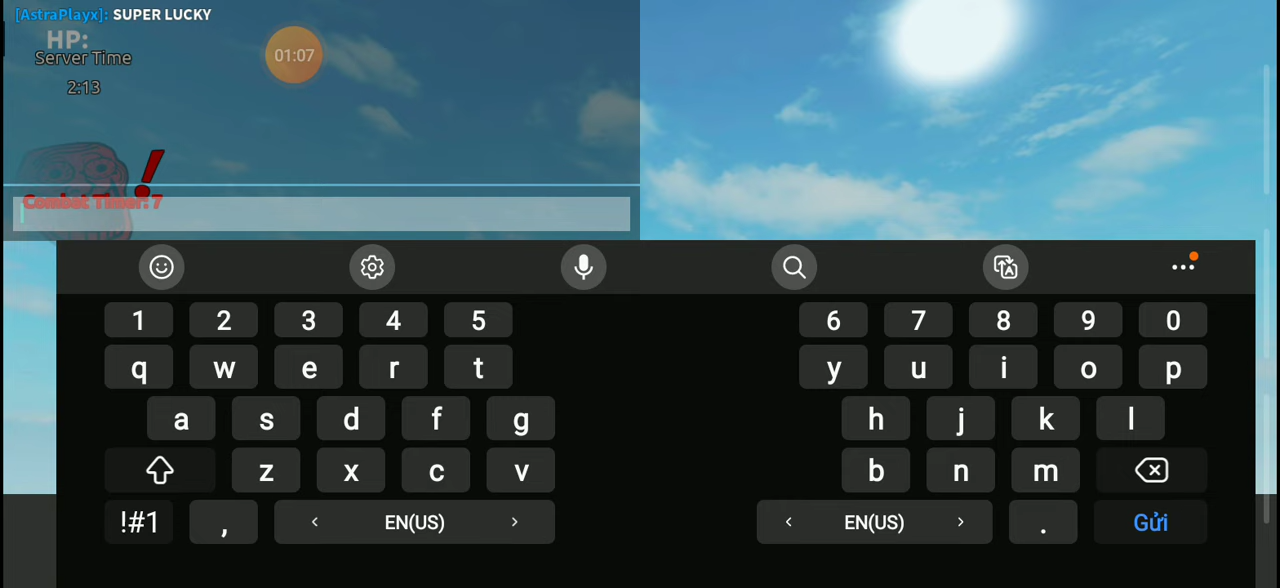 [AstraPlayx]: SUPER LUCKY
HP:
Server Time
2:13
01:07
!
Combat Timer: 7
1 2 3 4 5 6 7 8 9 0
q w e r t y u i o p
a s d f g h j k l
z x c v b n m
!#1 , < EN(US) > < EN(US) > . Gửi